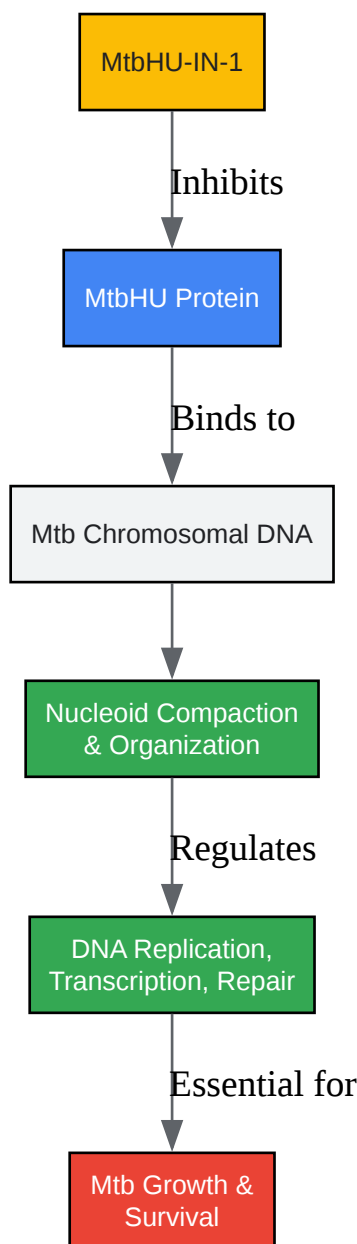 MtbHU-IN-1
Inhibits
MtbHU Protein
Binds to
Mtb Chromosomal DNA
Nucleoid Compaction
& Organization
Regulates
DNA Replication,
Transcription, Repair
Essential for
Mtb Growth &
Survival